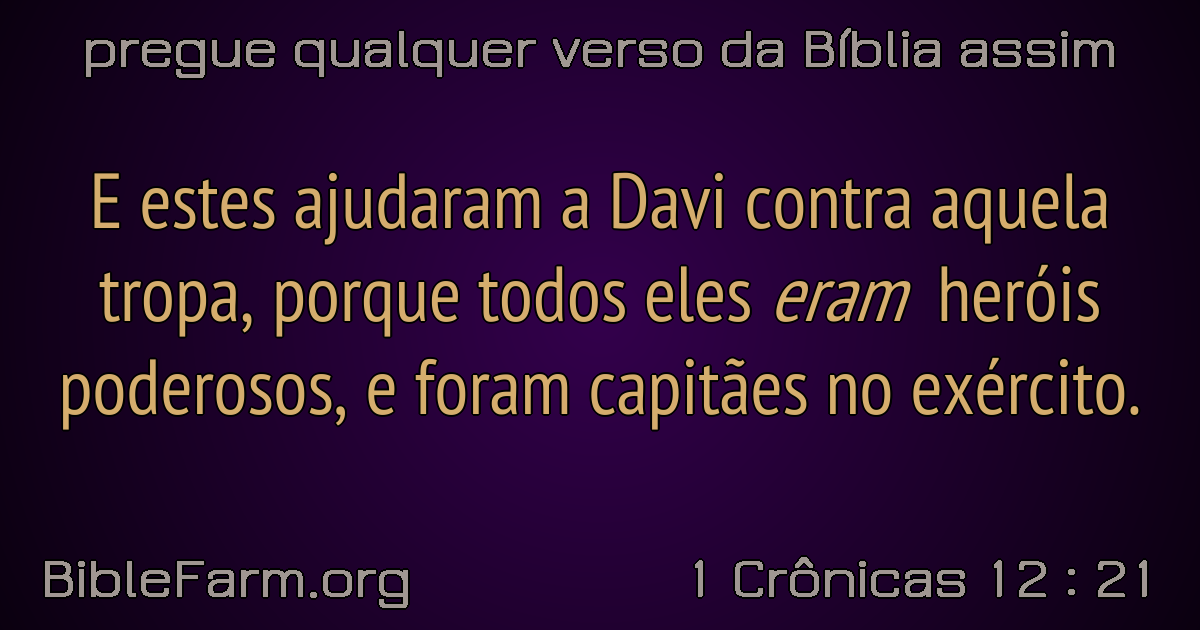 pregue qualquer verso da Bíblia assim
E estes ajudaram a Davi contra aquela
tropa, porque todos eles eram heróis
poderosos, e foram capitães no exército.
BibleFarm.org
1 Crônicas 12 : 21